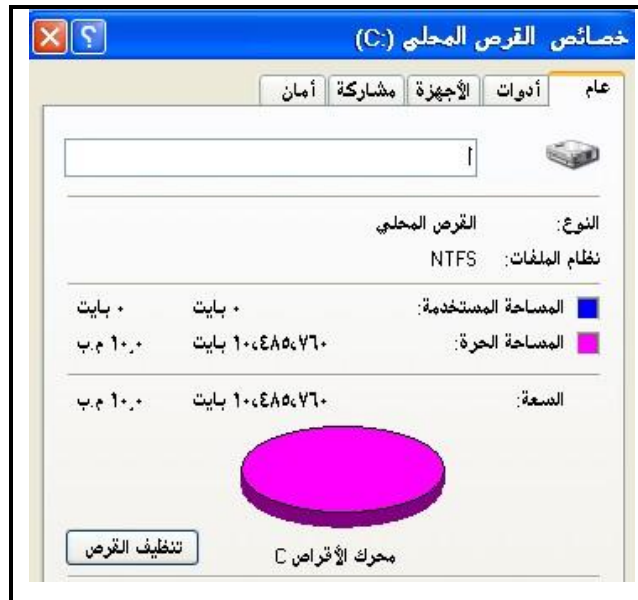 خصائص القرص المحلي (C:)
عام أدوات الأجهزة مشاركة أمان
أ
النوع: القرص المحلي
نظام الملفات: NTFS
المساحة المستخدمة: ٠ بايت ٠ بايت
المساحة الحرة: ١٠،٤٨٥،٧٦٠ بايت ١٠,٠ م.ب
السعة: ١٠،٤٨٥،٧٦٠ بايت ١٠,٠ م.ب
محرك الأقراص C
تنظيف القرص